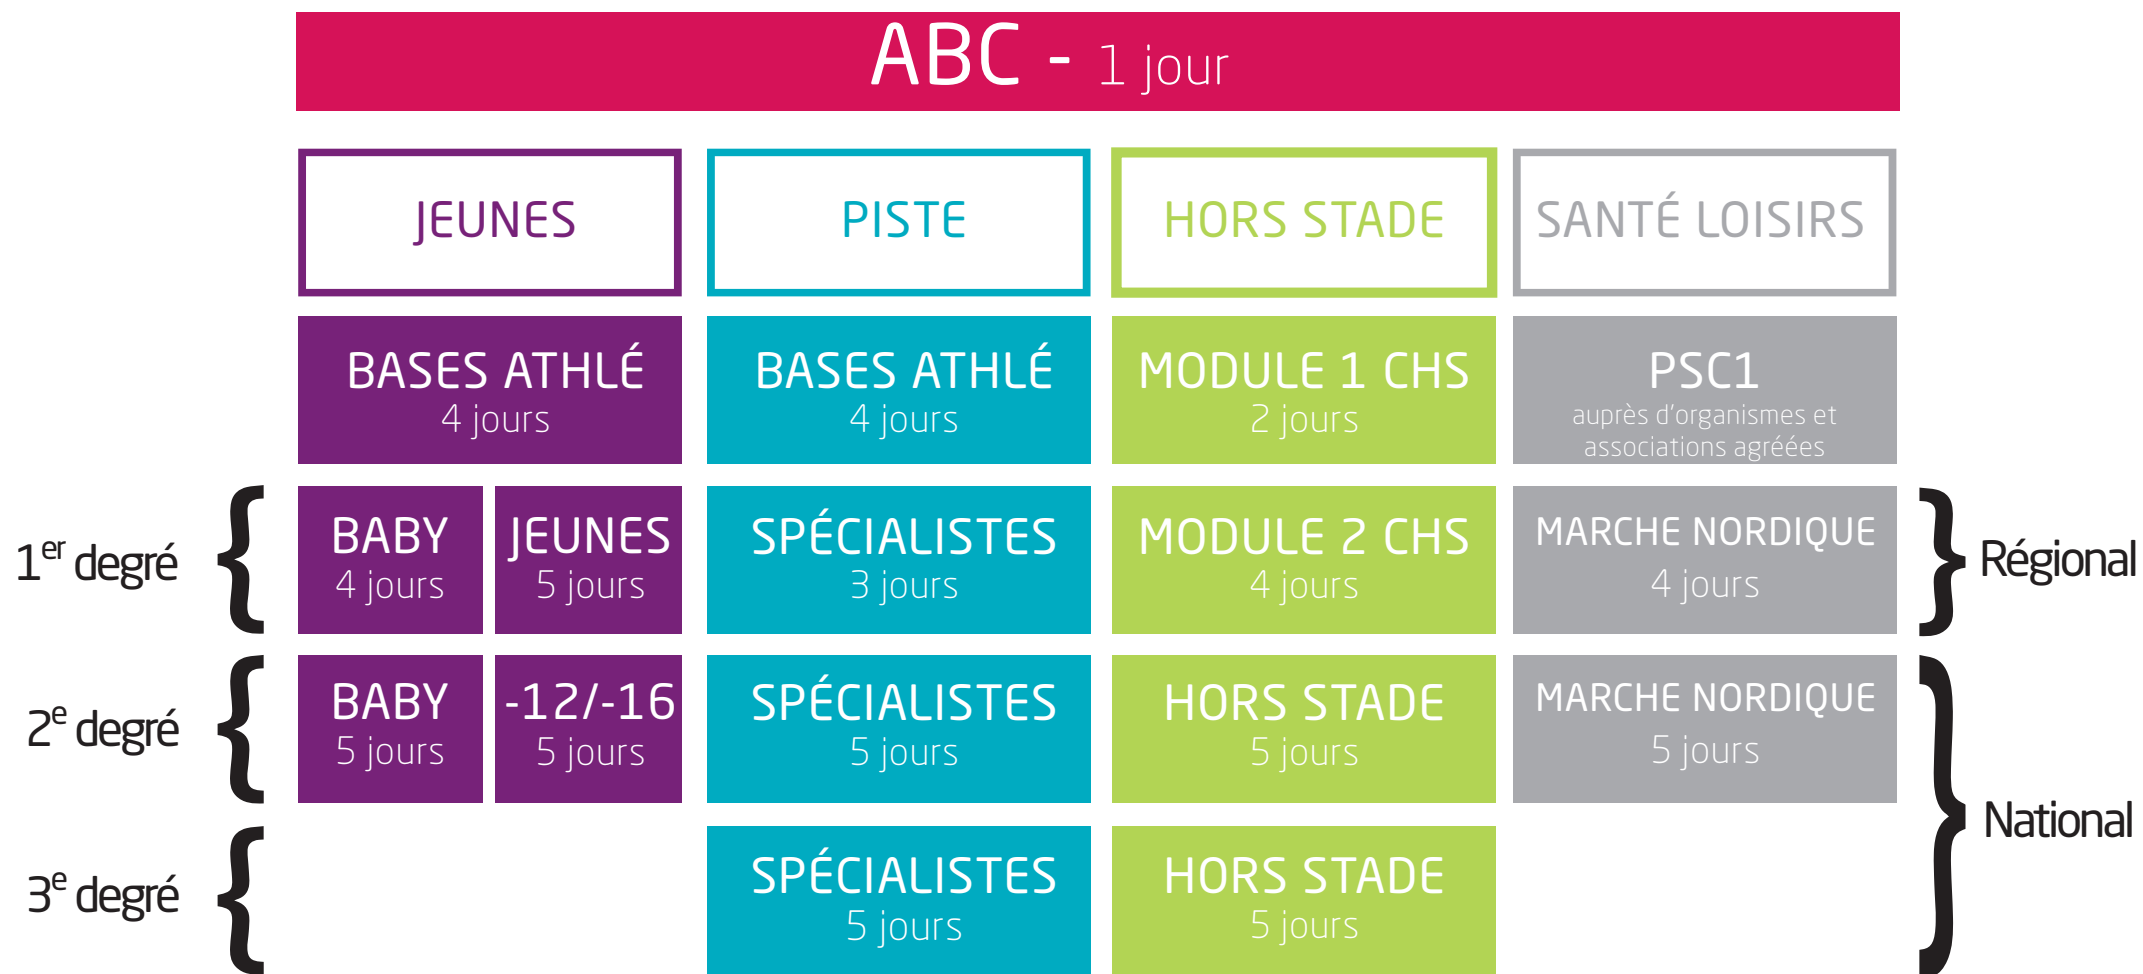 ABC - 1 jour
JEUNES
PISTE
HORS STADE
SANTÉ LOISIRS
BASES ATHLÉ
4 jours
BASES ATHLÉ
4 jours
MODULE 1 CHS
2 jours
PSC1
auprès d'organismes et
associations agréées
1er degré
BABY
4 jours
JEUNES
5 jours
SPÉCIALISTES
3 jours
MODULE 2 CHS
4 jours
MARCHE NORDIQUE
4 jours
Régional
2e degré
BABY
5 jours
-12/-16
5 jours
SPÉCIALISTES
5 jours
HORS STADE
5 jours
MARCHE NORDIQUE
5 jours
National
3e degré
SPÉCIALISTES
5 jours
HORS STADE
5 jours